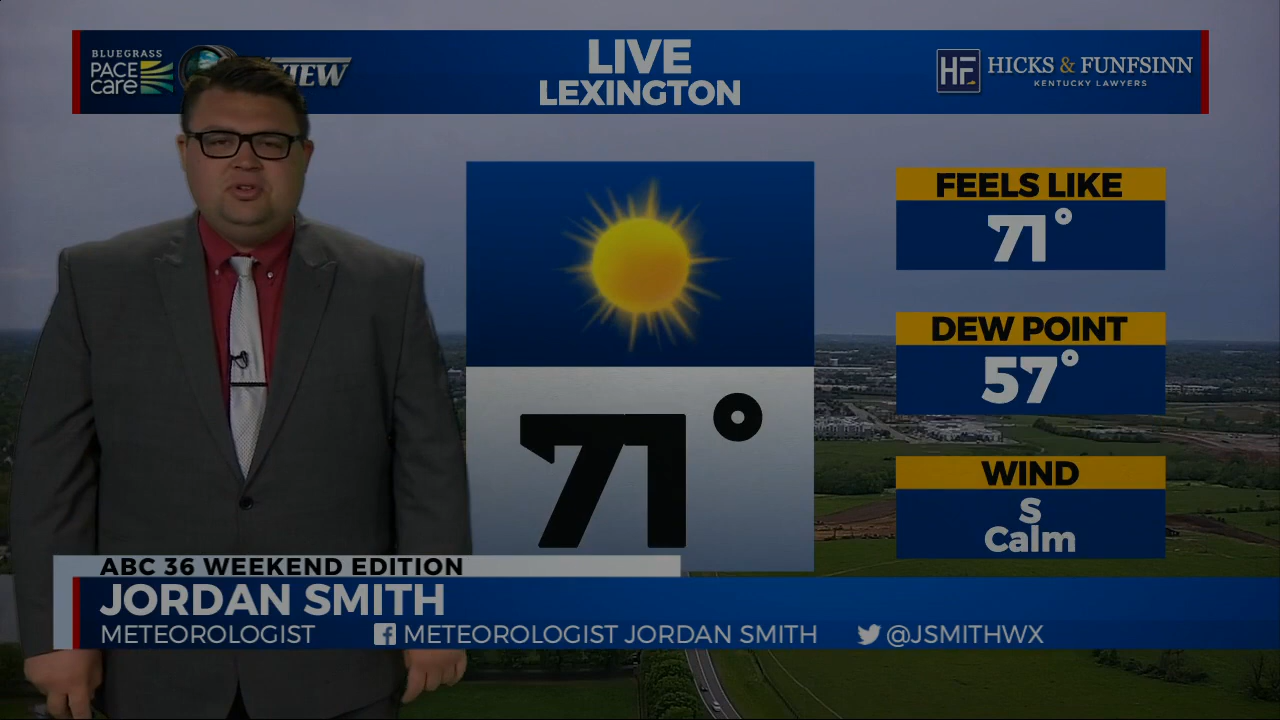 BLUEGRASS
PACE
care
LIVE
LEXINGTON
HF HICKS & FUNFSINN
KENTUCKY LAWYERS
FEELS LIKE
71°
71°
DEW POINT
57°
WIND
S
Calm
ABC 36 WEEKEND EDITION
JORDAN SMITH
METEOROLOGIST METEOROLOGIST JORDAN SMITH @JSMITHWX